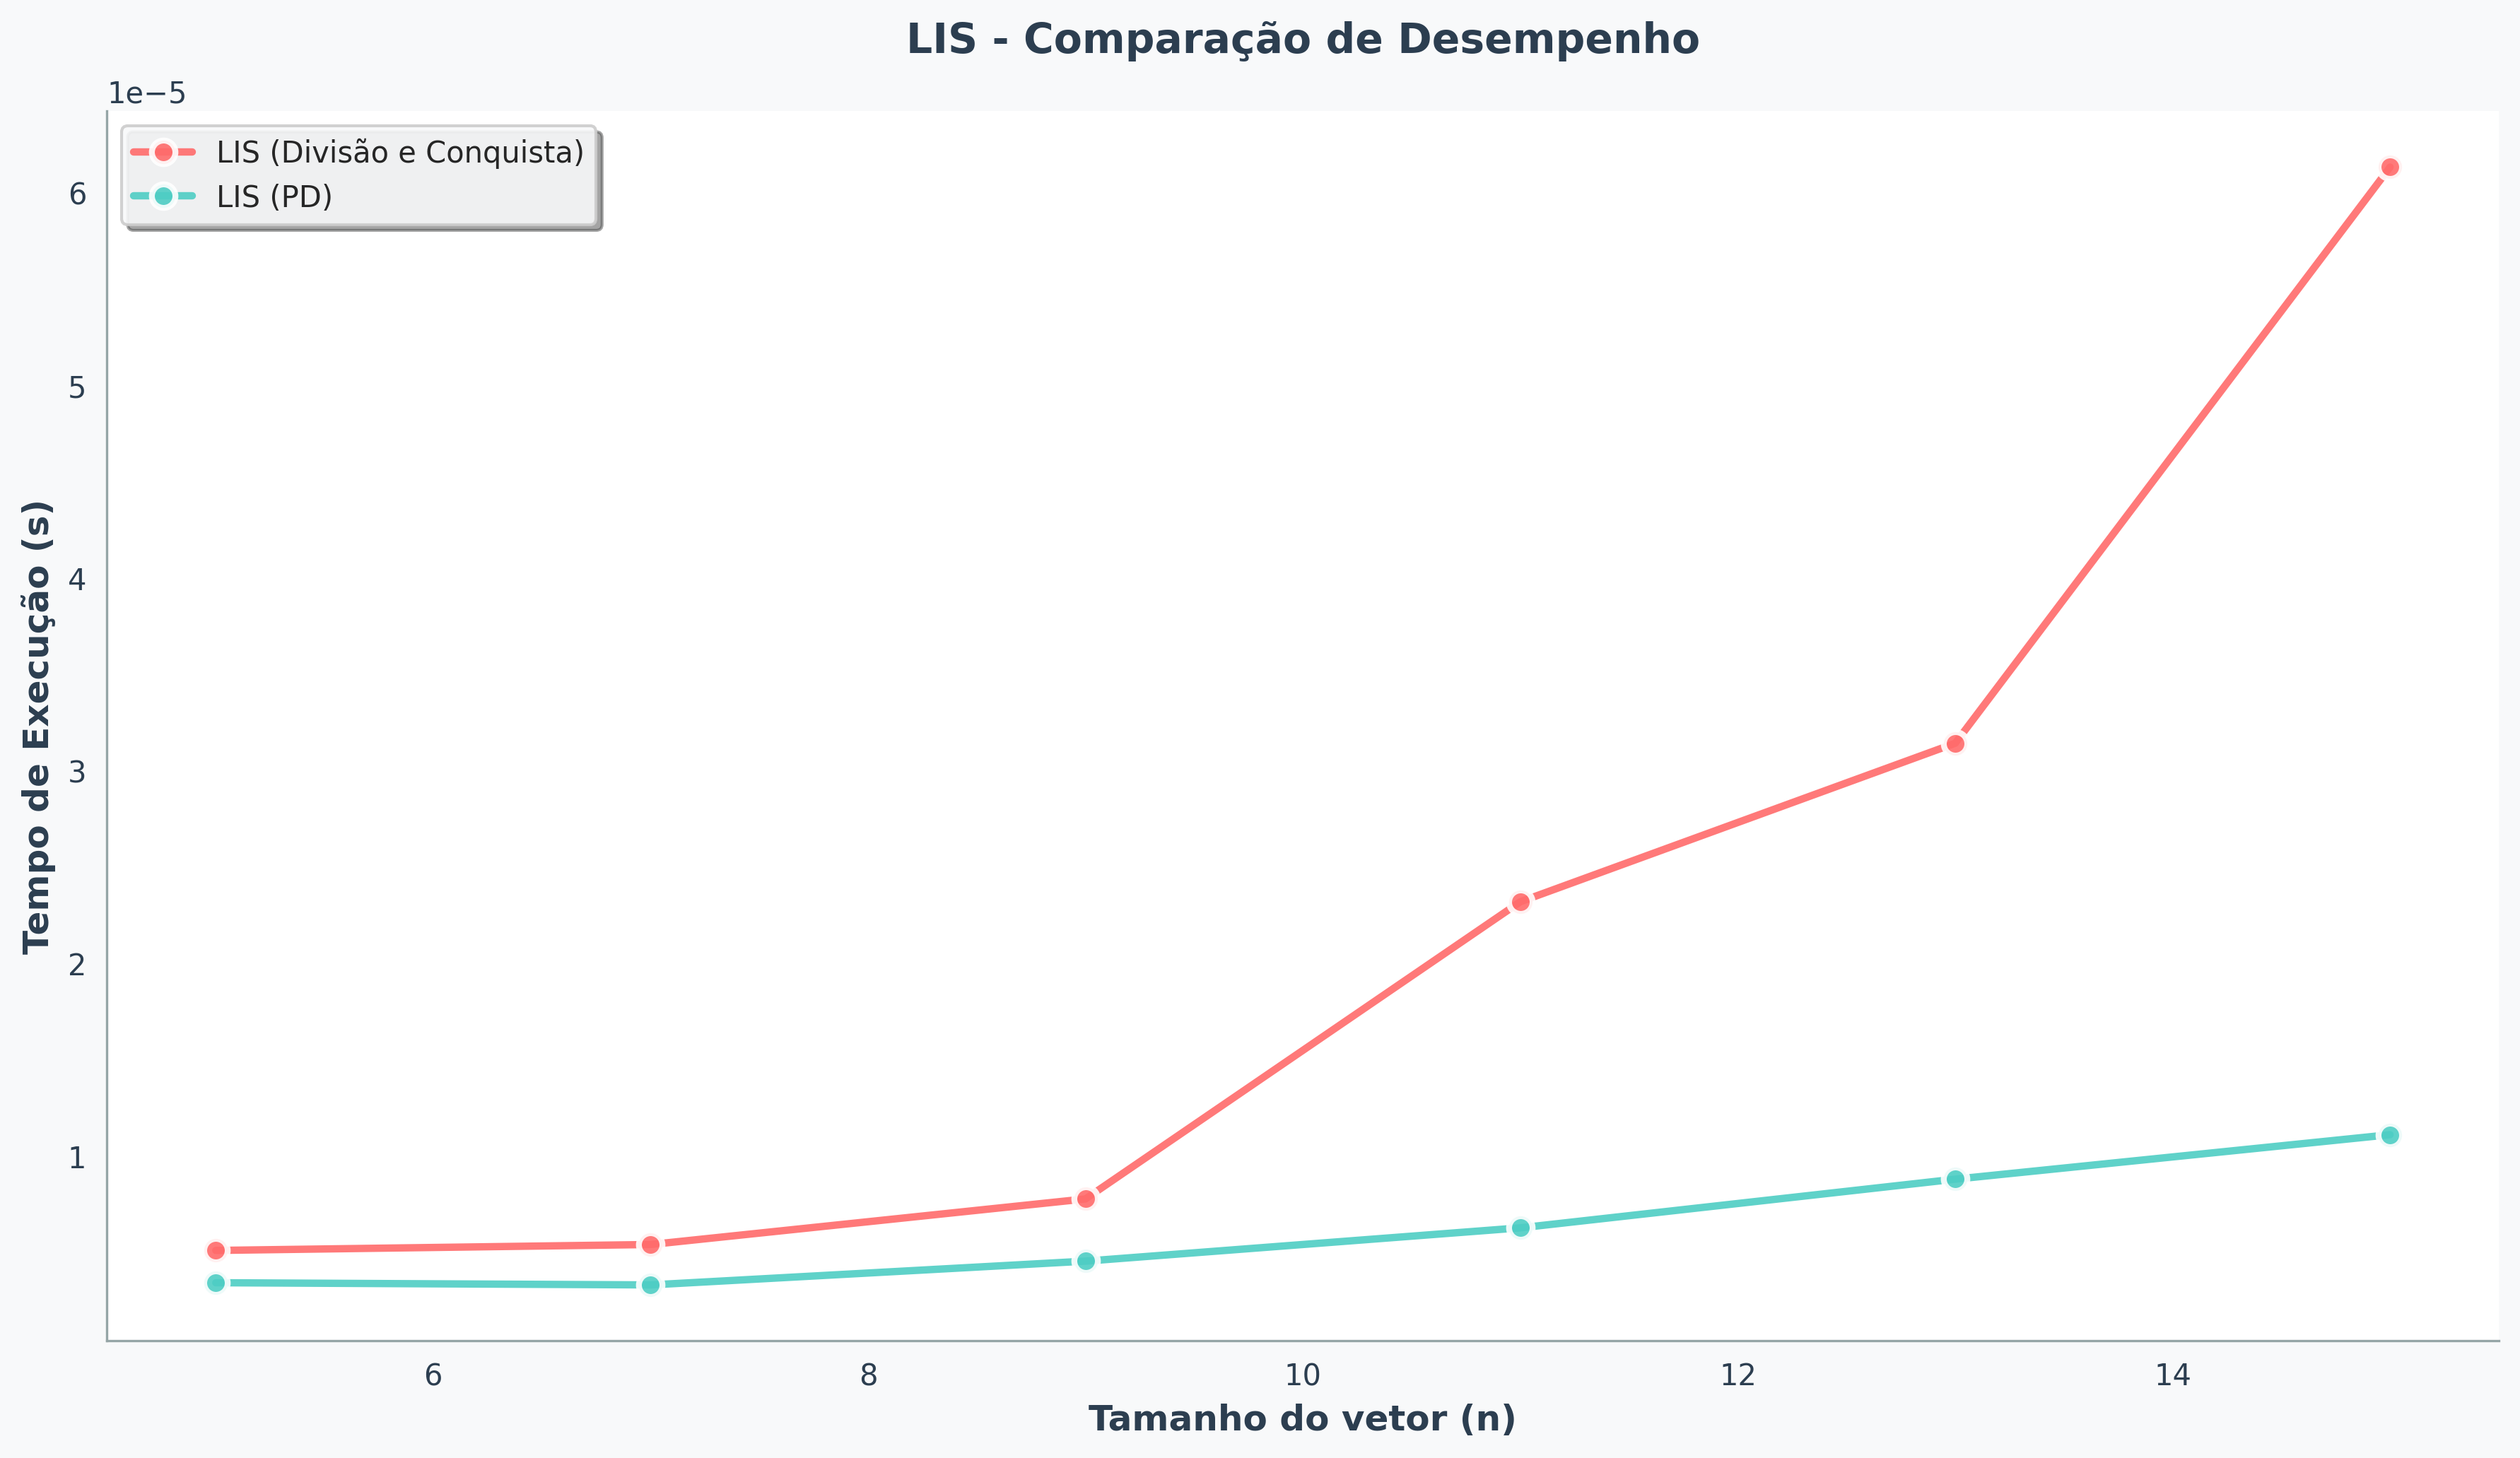 LIS - Comparação de Desempenho
1e−5
LIS (Divisão e Conquista)
LIS (PD)
6
5
4
3
2
1
Tempo de Execução (s)
6 8 10 12 14
Tamanho do vetor (n)